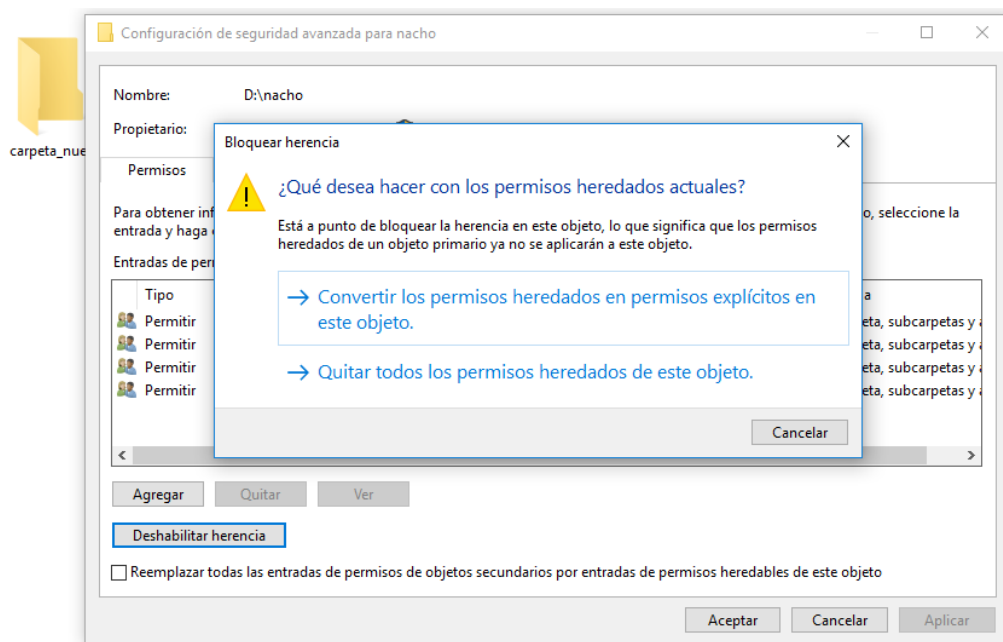 Configuración de seguridad avanzada para nacho
carpeta_nue
Nombre: D:\nacho
Propietario:
Bloquear herencia
Permisos
¿Qué desea hacer con los permisos heredados actuales?
Para obtener inf
o, seleccione la
entrada y haga
Está a punto de bloquear la herencia en este objeto, lo que significa que los permisos
heredados de un objeto primario ya no se aplicarán a este objeto.
Entradas de per
Tipo
a
Convertir los permisos heredados en permisos explícitos en
este objeto.
Permitir
eta, subcarpetas y a
Permitir
eta, subcarpetas y a
Permitir
eta, subcarpetas y a
Permitir
eta, subcarpetas y a
Quitar todos los permisos heredados de este objeto.
Cancelar
Agregar Quitar Ver
Deshabilitar herencia
Reemplazar todas las entradas de permisos de objetos secundarios por entradas de permisos heredables de este objeto
Aceptar Cancelar Aplicar